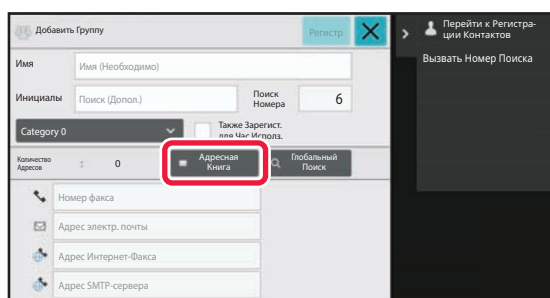 Добавить Группу
Регистр
Перейти к Регистра-
ции Контактов
Вызвать Номер Поиска
Имя
Имя (Необходимо)
Инициалы
Поиск (Допол.)
Поиск
Номера
6
Category 0
Также Зарегист.
для Час Исполз.
Количество
Адресов
:
0
Адресная
Книга
Глобальный
Поиск
Номер факса
Адрес электр. почты
Адрес Интернет-Факса
Адрес SMTP-сервера